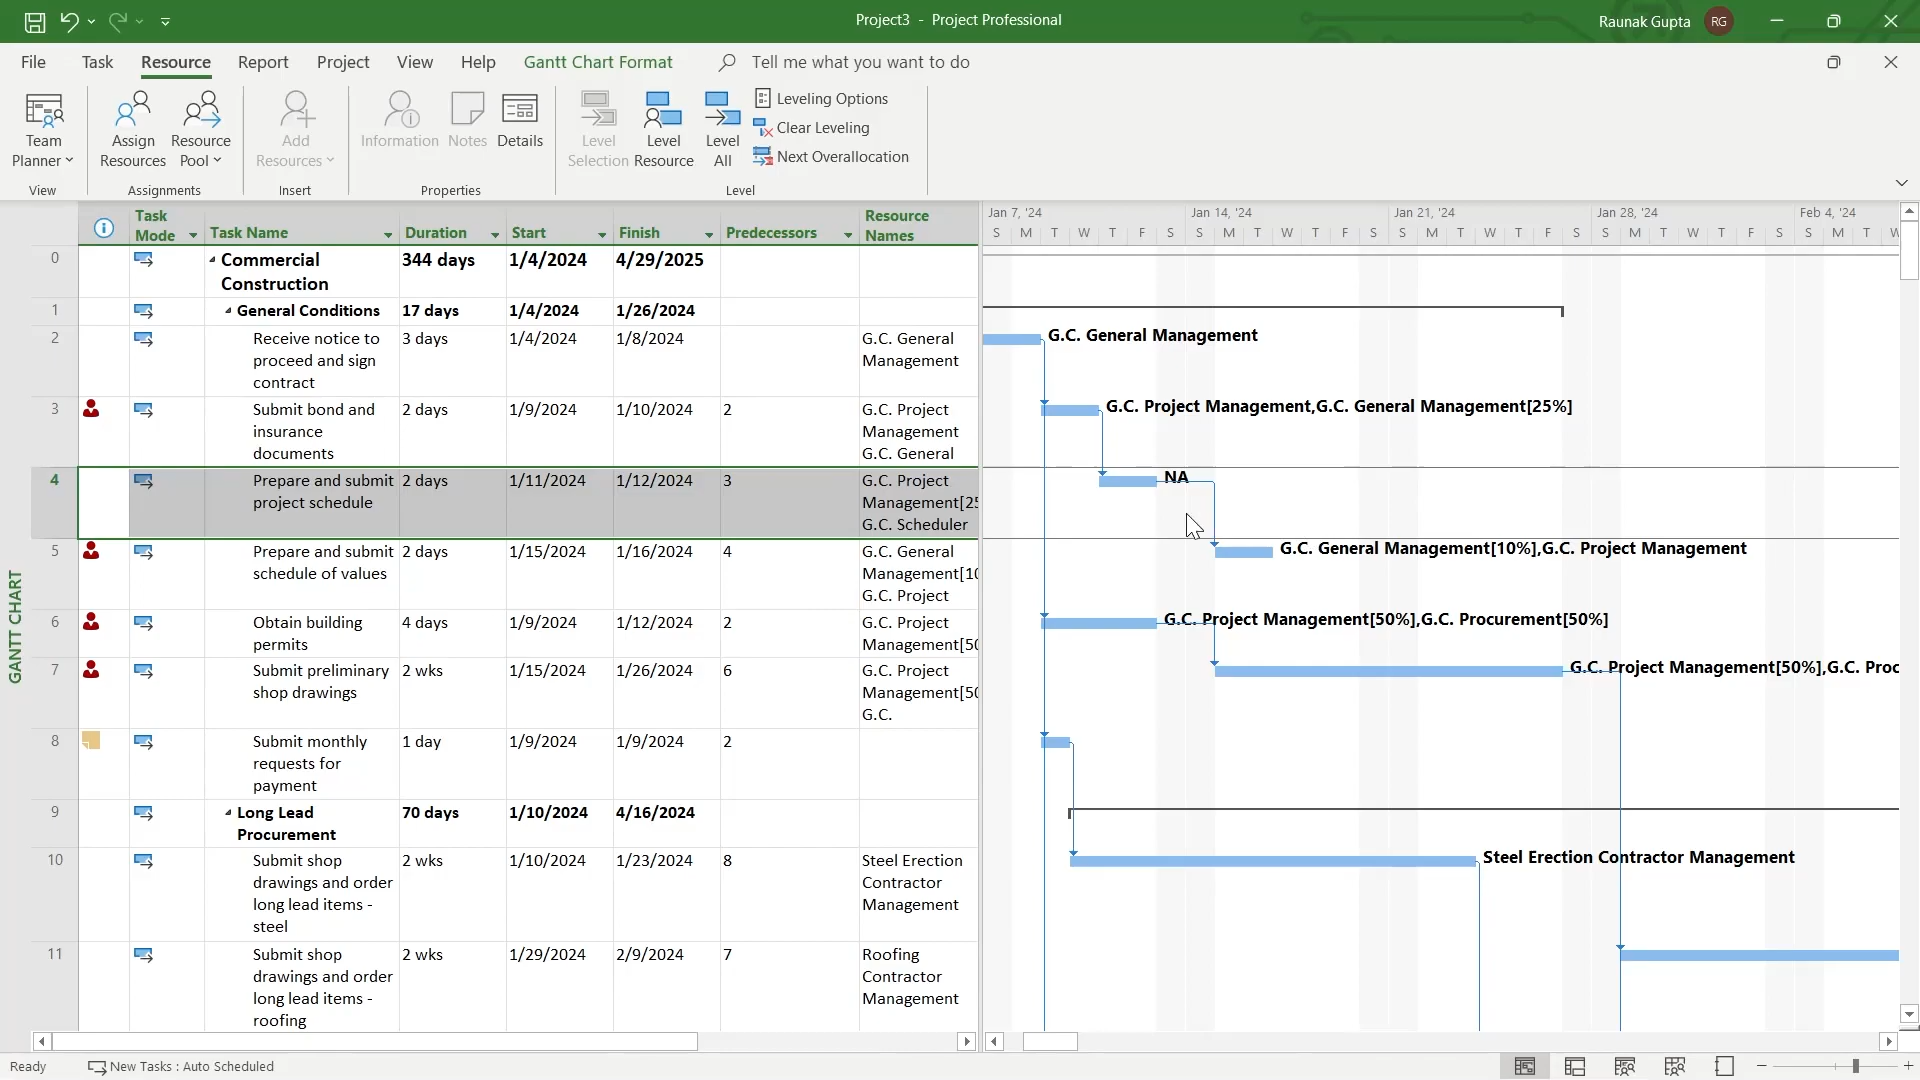 Project3 - Project Professional
Raunak Gupta RG
File Task Resource Report Project View Help Gantt Chart Format Tell me what you want to do
Team Planner
Assign Resources
Resource Pool
Add Resources
Information
Notes
Details
Level Selection
Level Resource
Level All
Leveling Options
Clear Leveling
Next Overallocation
View Assignments Insert Properties Level
Task Mode
Task Name
Duration
Start
Finish
Predecessors
Resource Names
Jan 7, '24 Jan 14, '24 Jan 21, '24 Jan 28, '24 Feb 4, '24
S M T W T F S S M T W T F S S M T W T F S S M T W T F S S M T W
0 Commercial Construction 344 days 1/4/2024 4/29/2025
1 General Conditions 17 days 1/4/2024 1/26/2024
2 Receive notice to proceed and sign contract 3 days 1/4/2024 1/8/2024 G.C. General Management
G.C. General Management
3 Submit bond and insurance documents 2 days 1/9/2024 1/10/2024 2 G.C. Project Management G.C. General
G.C. Project Management,G.C. General Management[25%]
4 Prepare and submit project schedule 2 days 1/11/2024 1/12/2024 3 G.C. Project Management[25 G.C. Scheduler
NA
5 Prepare and submit schedule of values 2 days 1/15/2024 1/16/2024 4 G.C. General Management[10 G.C. Project
G.C. General Management[10%],G.C. Project Management
6 Obtain building permits 4 days 1/9/2024 1/12/2024 2 G.C. Project Management[50
G.C. Project Management[50%],G.C. Procurement[50%]
7 Submit preliminary shop drawings 2 wks 1/15/2024 1/26/2024 6 G.C. Project Management[50 G.C.
G.C. Project Management[50%],G.C. Proc
8 Submit monthly requests for payment 1 day 1/9/2024 1/9/2024 2
9 Long Lead Procurement 70 days 1/10/2024 4/16/2024
10 Submit shop drawings and order long lead items - steel 2 wks 1/10/2024 1/23/2024 8 Steel Erection Contractor Management
Steel Erection Contractor Management
11 Submit shop drawings and order long lead items - roofing 2 wks 1/29/2024 2/9/2024 7 Roofing Contractor Management
GANTT CHART
Ready New Tasks : Auto Scheduled